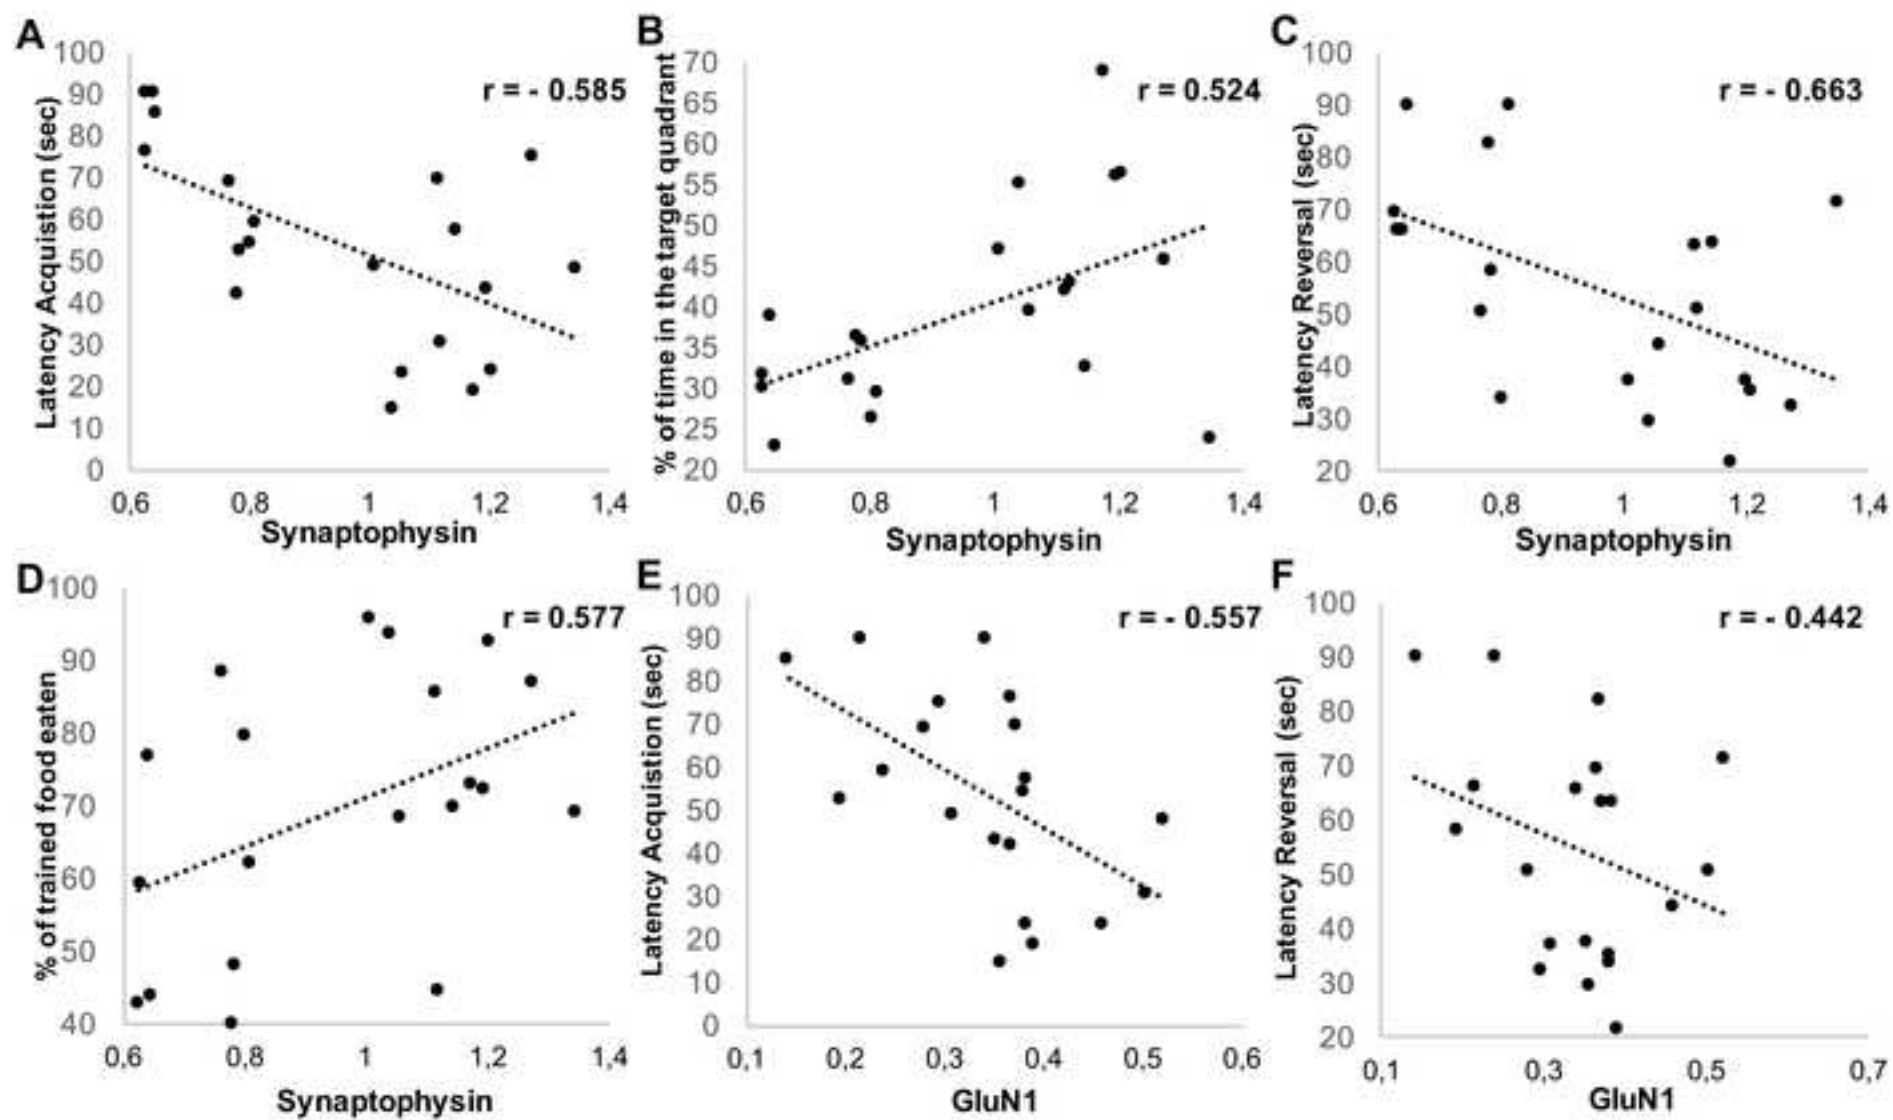 A
100
90
80
70
60
50
40
30
20
10
0
Latency Acquistion (sec)
r = - 0.585
0,6 0,8 1 1,2 1,4
Synaptophysin
B
70
65
60
55
50
45
40
35
30
25
20
% of time in the target quadrant
r = 0.524
0,6 0,8 1 1,2 1,4
Synaptophysin
C
100
90
80
70
60
50
40
30
20
Latency Reversal (sec)
r = - 0.663
0,6 0,8 1 1,2 1,4
Synaptophysin
D
100
90
80
70
60
50
40
% of trained food eaten
r = 0.577
0,6 0,8 1 1,2 1,4
Synaptophysin
E
100
90
80
70
60
50
40
30
20
10
0
Latency Acquistion (sec)
r = - 0.557
0,1 0,2 0,3 0,4 0,5 0,6
GluN1
F
100
90
80
70
60
50
40
30
20
Latency Reversal (sec)
r = - 0.442
0,1 0,3 0,5 0,7
GluN1